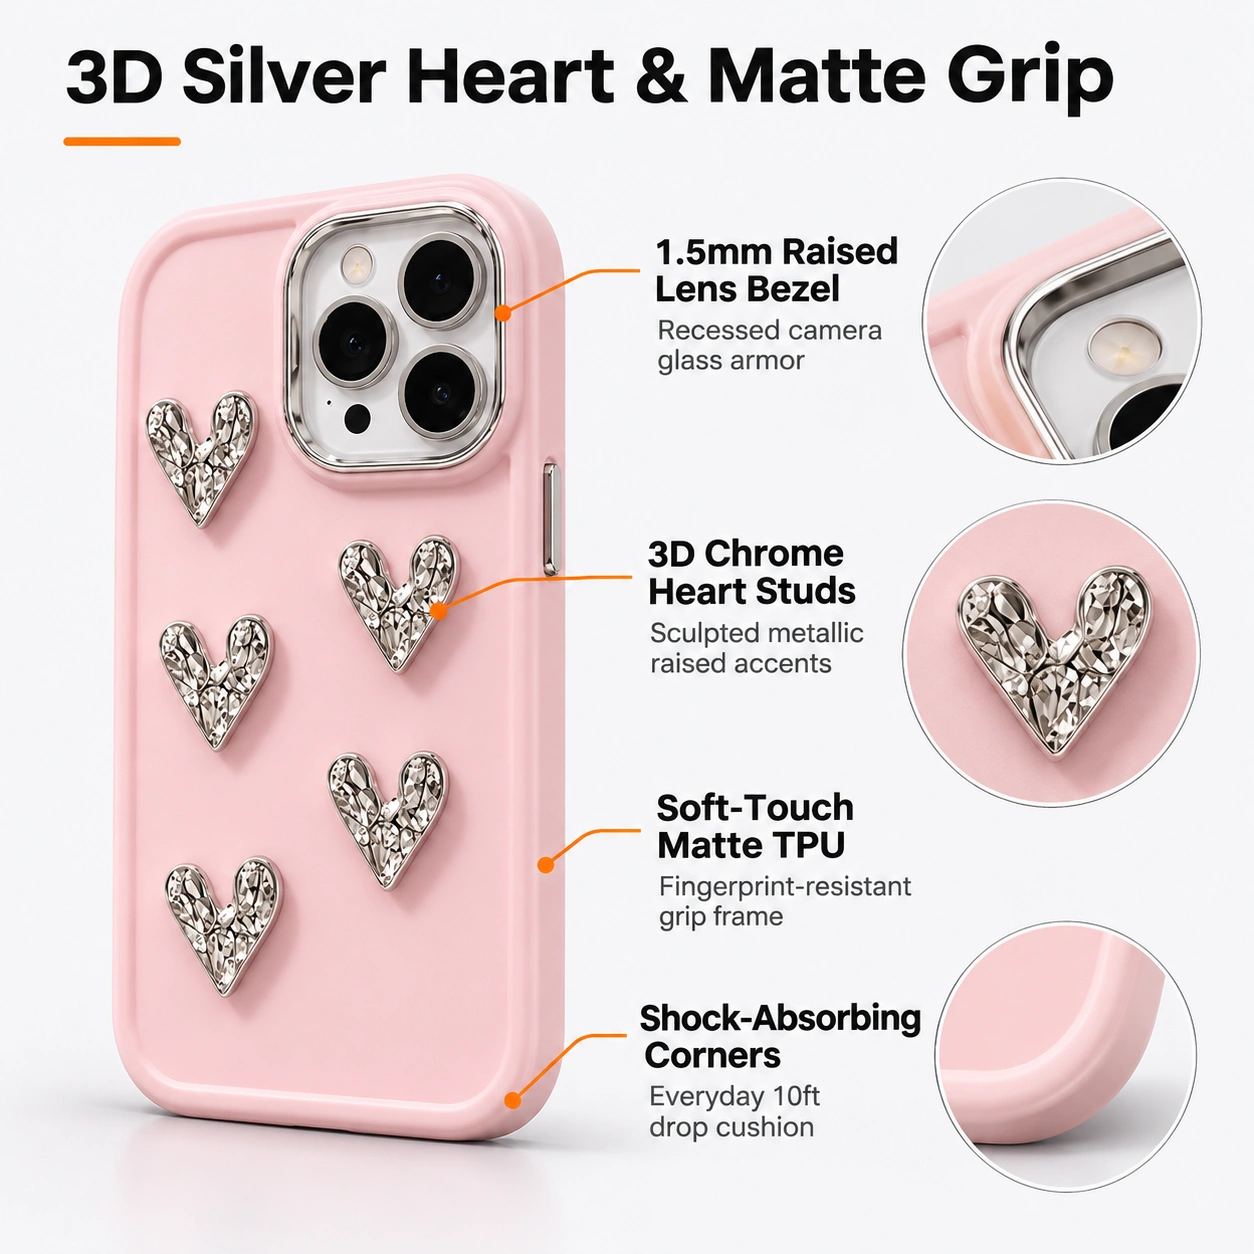 3D Silver Heart & Matte Grip
1.5mm Raised
Lens Bezel
Recessed camera
glass armor
3D Chrome
Heart Studs
Sculpted metallic
raised accents
Soft-Touch
Matte TPU
Fingerprint-resistant
grip frame
Shock-Absorbing
Corners
Everyday 10ft
drop cushion